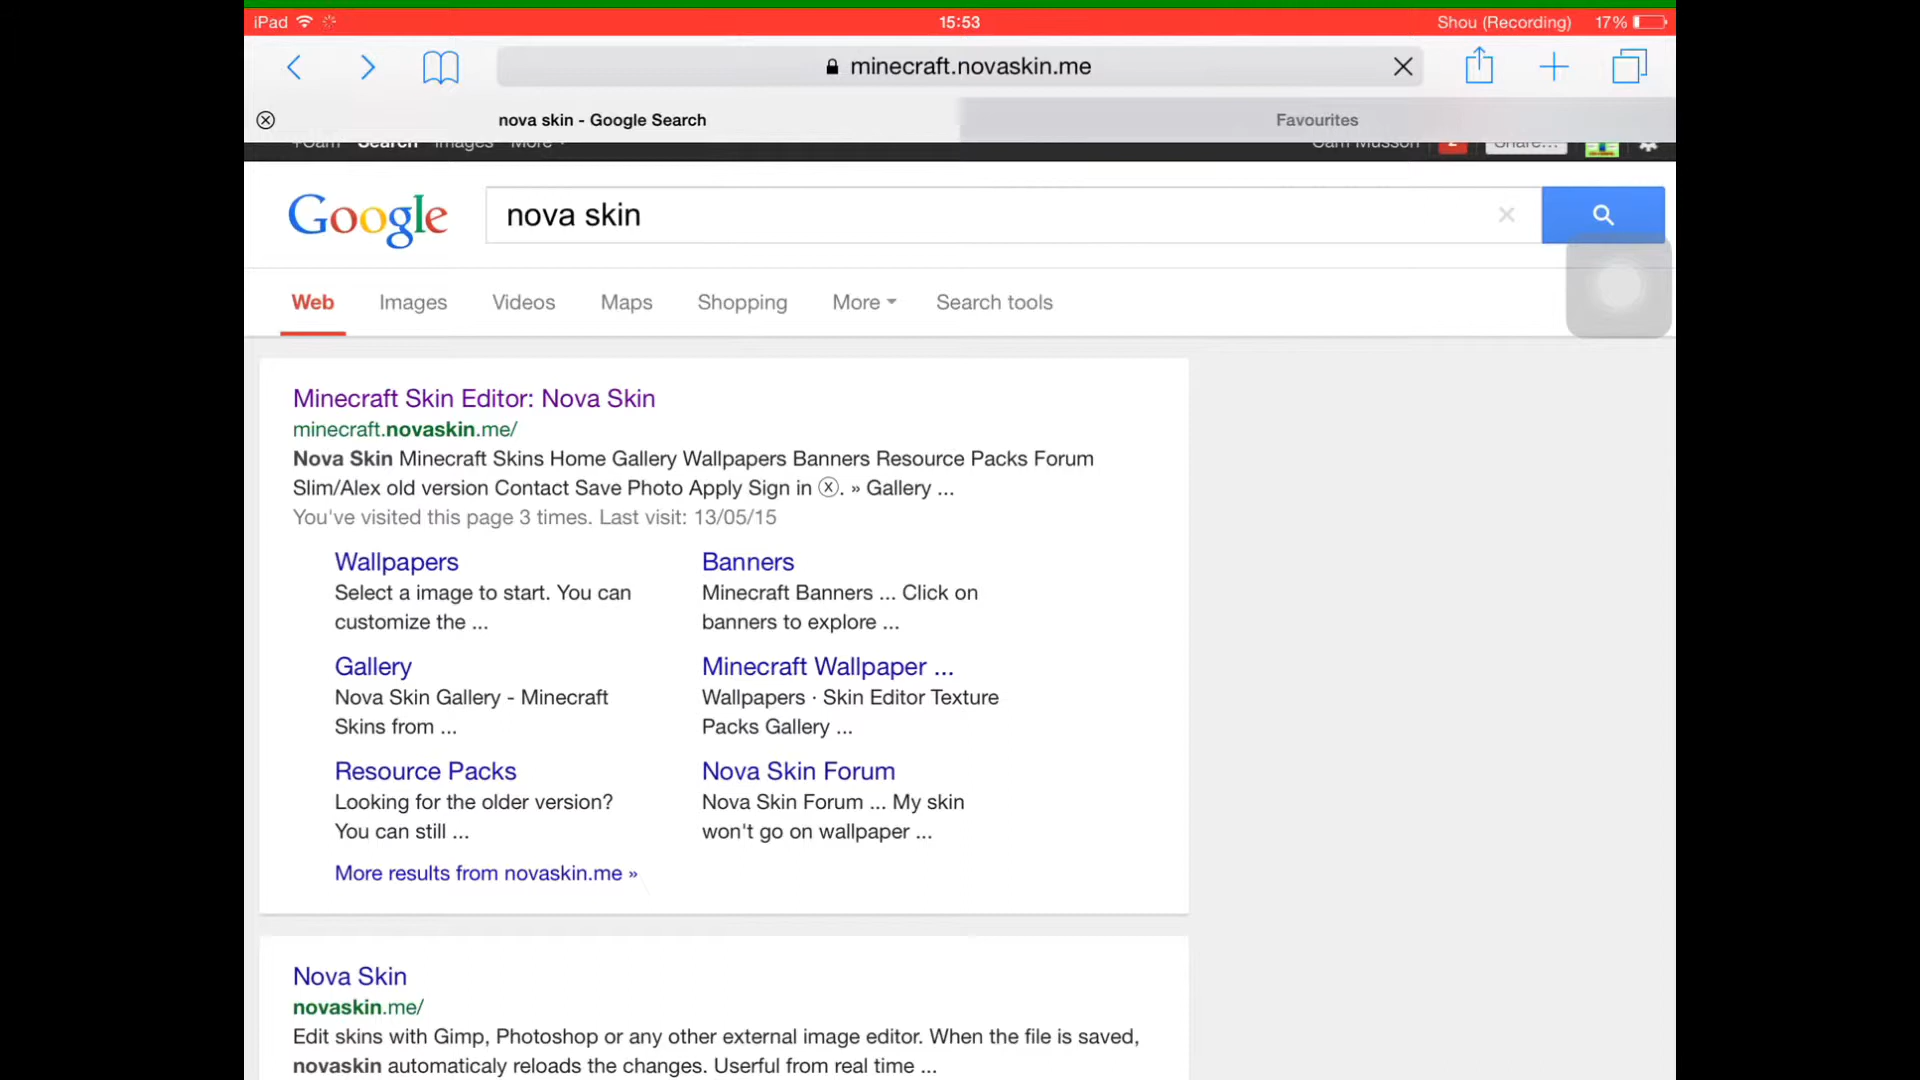 iPad 15:53 Shou (Recording) 17%
minecraft.novaskin.me
nova skin - Google Search Favourites
+Cam Search Images More Cam Musson 2 Share...
Google nova skin
Web Images Videos Maps Shopping More Search tools
Minecraft Skin Editor: Nova Skin
minecraft.novaskin.me/
Nova Skin Minecraft Skins Home Gallery Wallpapers Banners Resource Packs Forum
Slim/Alex old version Contact Save Photo Apply Sign in ⓧ. » Gallery ...
You've visited this page 3 times. Last visit: 13/05/15
Wallpapers
Select a image to start. You can
customize the ...
Banners
Minecraft Banners ... Click on
banners to explore ...
Gallery
Nova Skin Gallery - Minecraft
Skins from ...
Minecraft Wallpaper ...
Wallpapers · Skin Editor Texture
Packs Gallery ...
Resource Packs
Looking for the older version?
You can still ...
Nova Skin Forum
Nova Skin Forum ... My skin
won't go on wallpaper ...
More results from novaskin.me »
Nova Skin
novaskin.me/
Edit skins with Gimp, Photoshop or any other external image editor. When the file is saved,
novaskin automaticaly reloads the changes. Userful from real time ...